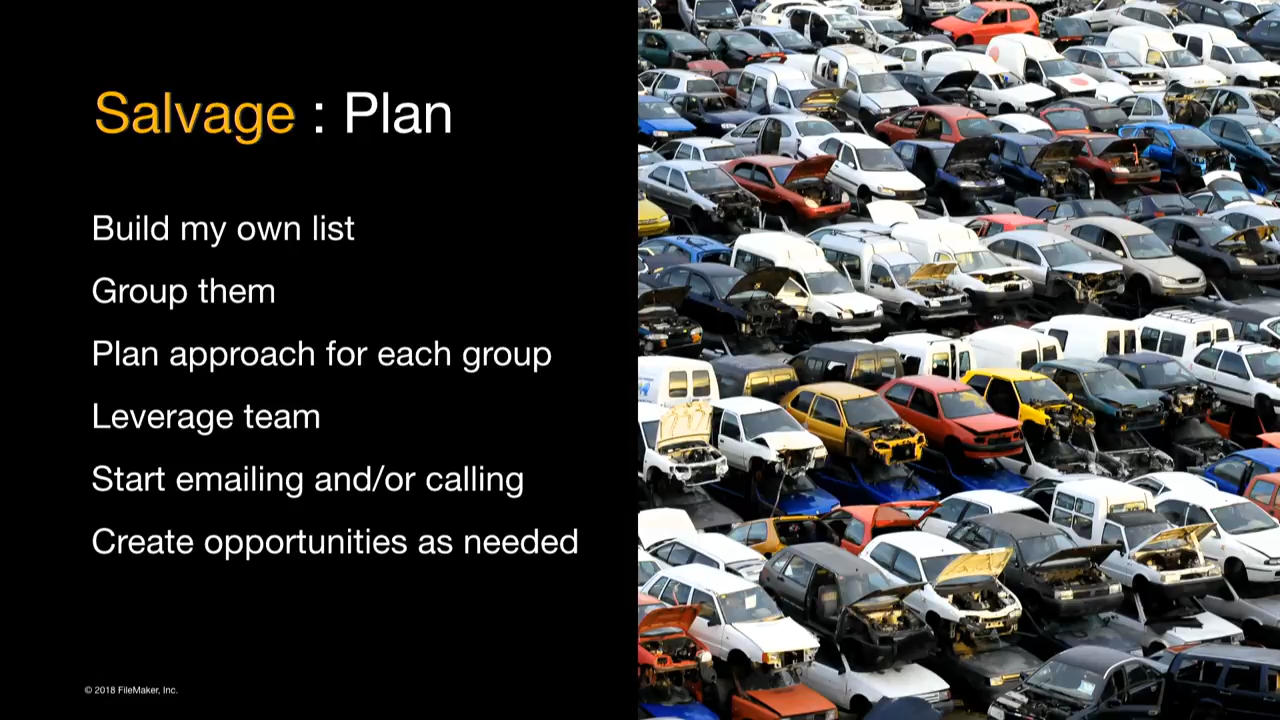 Salvage : Plan
Build my own list
Group them
Plan approach for each group
Leverage team
Start emailing and/or calling
Create opportunities as needed
© 2018 FileMaker, Inc.